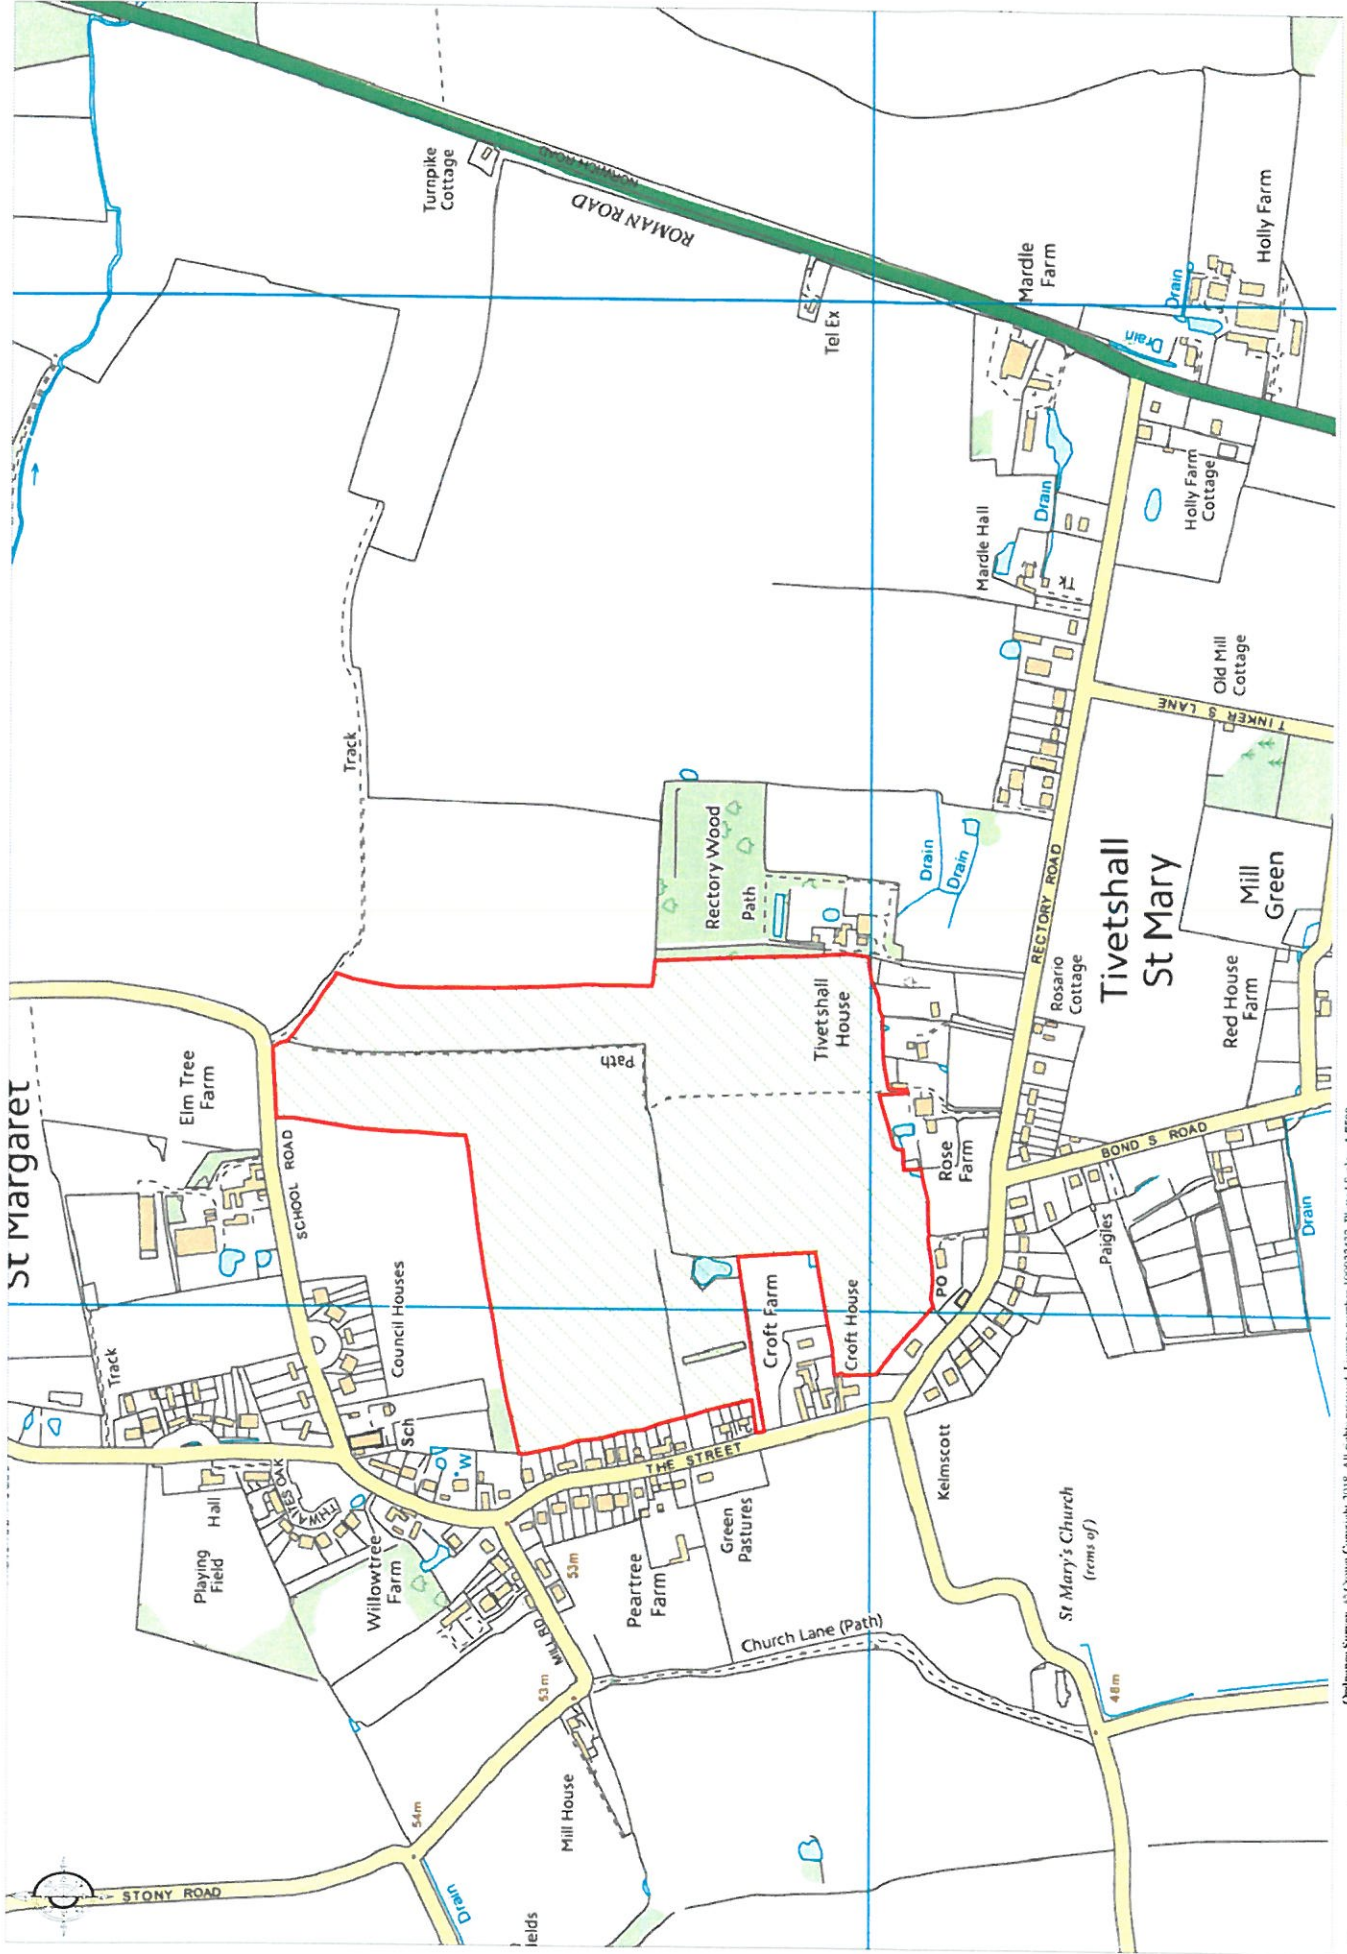 Turnpike
Cottage
NORWICH ROAD
ROMAN ROAD
Tel Ex
Mardle
Farm
Holly Farm
Drain
Drain
Holly Farm
Cottage
Mardle Hall
Drain
Tk
Old Mill
Cottage
TINKER S LANE
Track
Rectory Wood
Path
Drain
Drain
RECTORY ROAD
Tivetshall
St Mary
Mill
Green
Red House
Farm
Rosario
Cottage
Tivetshall
House
Path
Rose
Farm
BOND S ROAD
Paigles
Drain
PO
St Margaret
Elm Tree
Farm
SCHOOL ROAD
Council Houses
Croft Farm
Croft House
Track
Sch
W
THE STREET
Hall
THWAITES OAK
Playing
Field
Willowtree
Farm
Green
Pastures
Peartree
Farm
53m
Kelmscott
MILL RD
53m
Church Lane (Path)
St Mary's Church
(rems of)
48m
Mill House
54m
STONY ROAD
Drain
ields